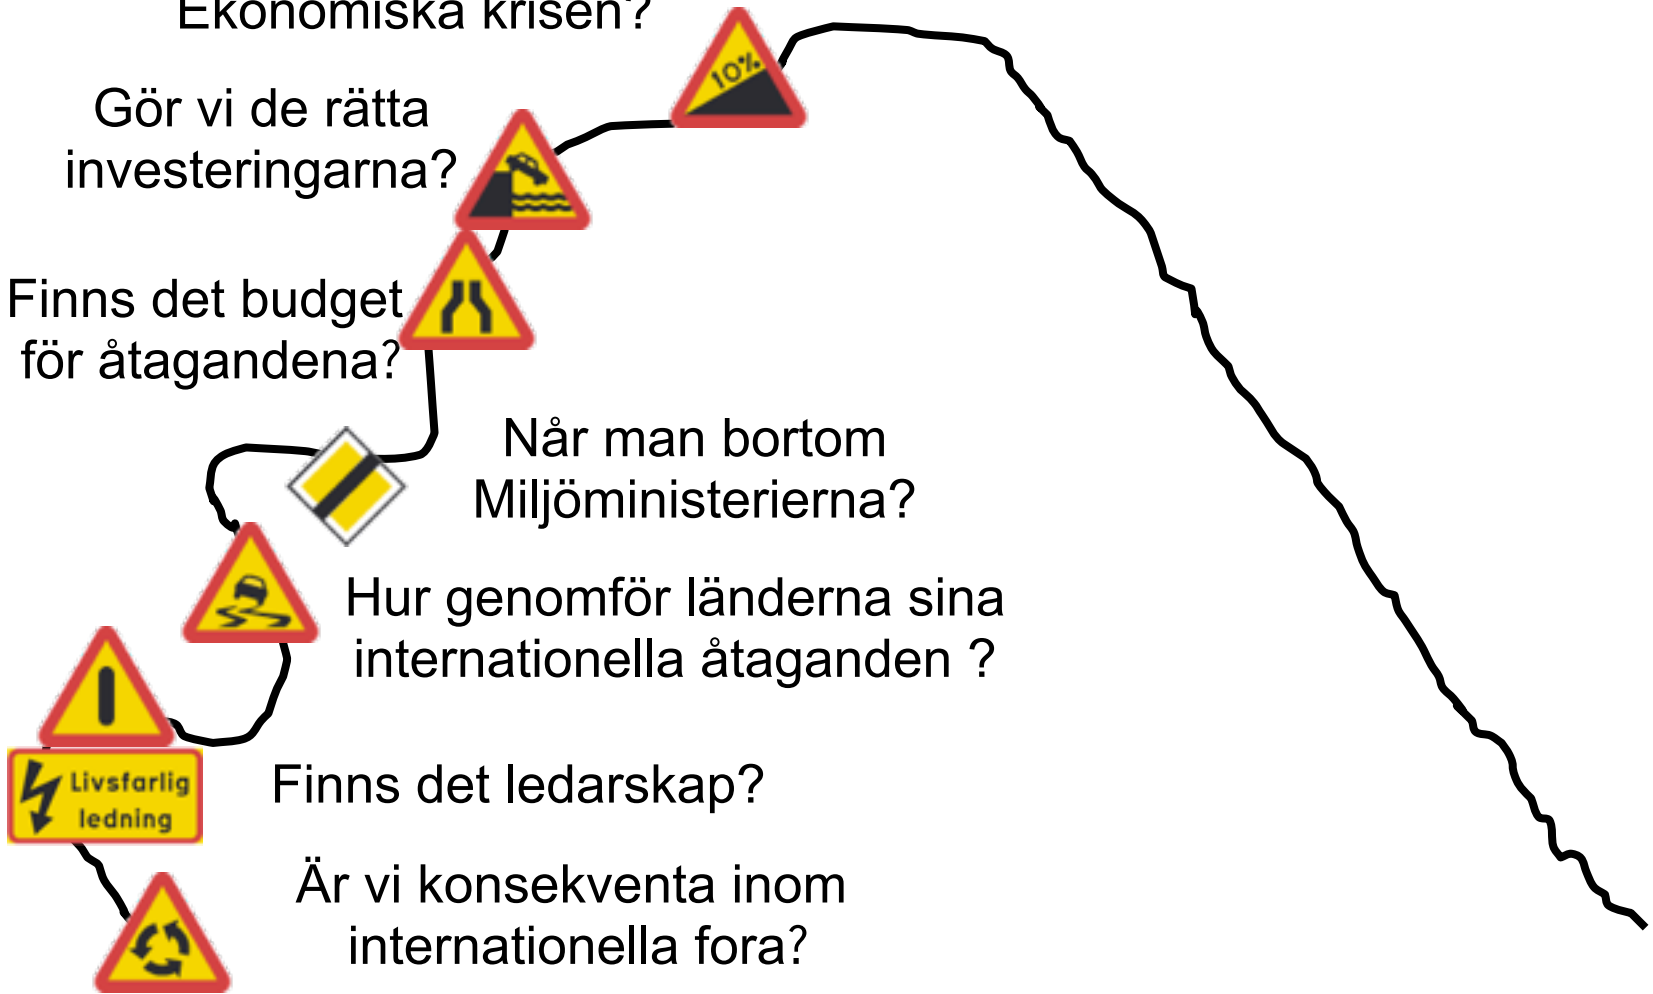 Ekonomiska krisen?
10%
Gör vi de rätta
investeringarna?
Finns det budget
för åtagandena?
Når man bortom
Miljöministerierna?
Hur genomför länderna sina
internationella åtaganden ?
Livsfarlig
ledning
Finns det ledarskap?
Är vi konsekventa inom
internationella fora?